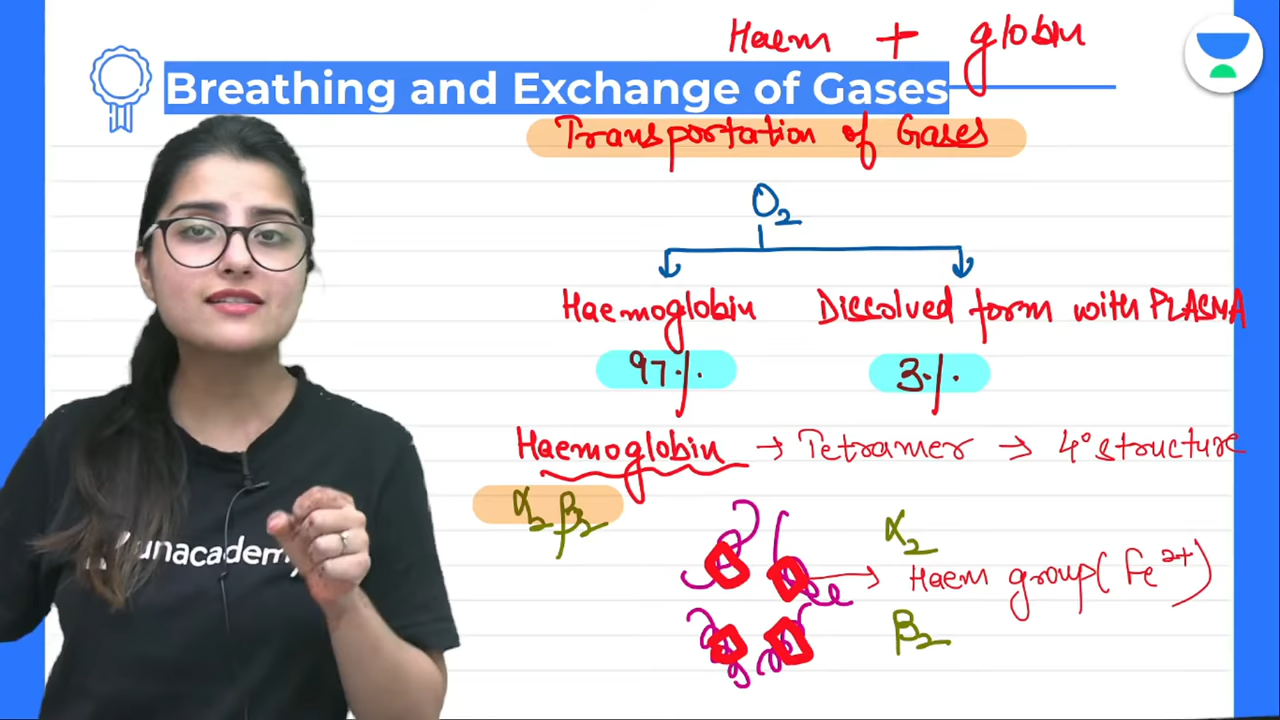 Haem + globin
Breathing and Exchange of Gases
Transportation of Gases
O₂
Haemoglobin
Dissolved form with PLASMA
97%
3%
Haemoglobin → Tetramer → 4° structure
α₂β₂
α₂
Haem group (Fe²⁺)
β₂
unacademy